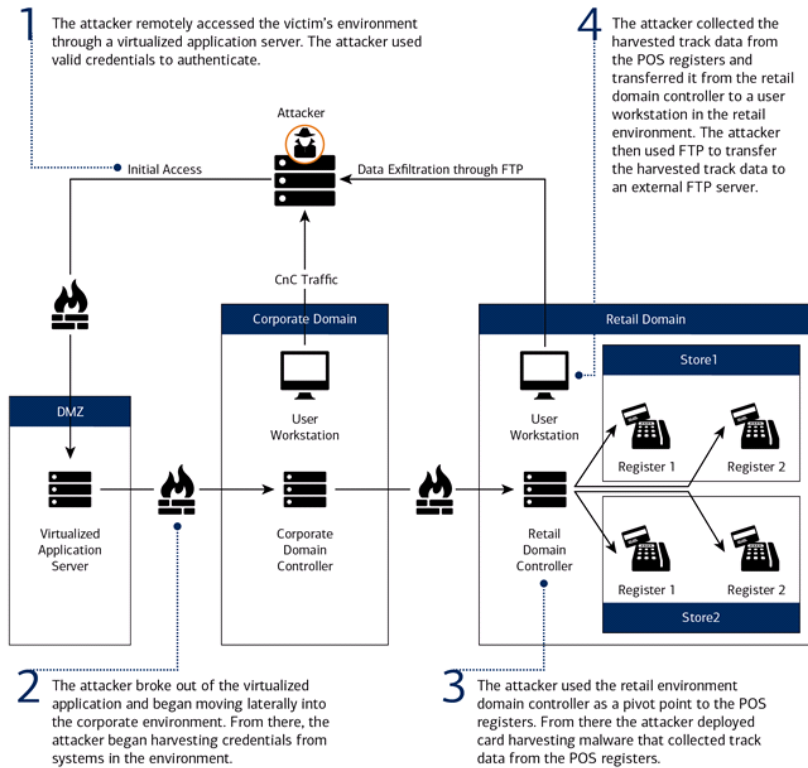 1
The attacker remotely accessed the victim's environment
through a virtualized application server. The attacker used
valid credentials to authenticate.
4
The attacker collected the
harvested track data from
the POS registers and
transferred it from the retail
domain controller to a user
workstation in the retail
environment. The attacker
then used FTP to transfer
the harvested track data to
an external FTP server.
Attacker
Initial Access
Data Exfiltration through FTP
CnC Traffic
Corporate Domain
Retail Domain
Store1
DMZ
User
Workstation
User
Workstation
Register 1
Register 2
Virtualized
Application
Server
Corporate
Domain
Controller
Retail
Domain
Controller
Register 1
Register 2
Store2
2
The attacker broke out of the virtualized
application and began moving laterally into
the corporate environment. From there, the
attacker began harvesting credentials from
systems in the environment.
3
The attacker used the retail environment
domain controller as a pivot point to the POS
registers. From there the attacker deployed
card harvesting malware that collected track
data from the POS registers.